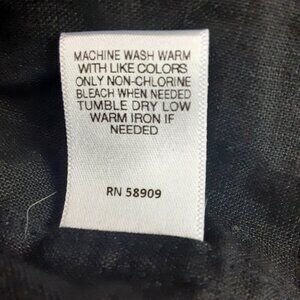 MACHINE WASH WARM
WITH LIKE COLORS
ONLY NON-CHLORINE
BLEACH WHEN NEEDED
TUMBLE DRY LOW
WARM IRON IF
NEEDED
RN 58909